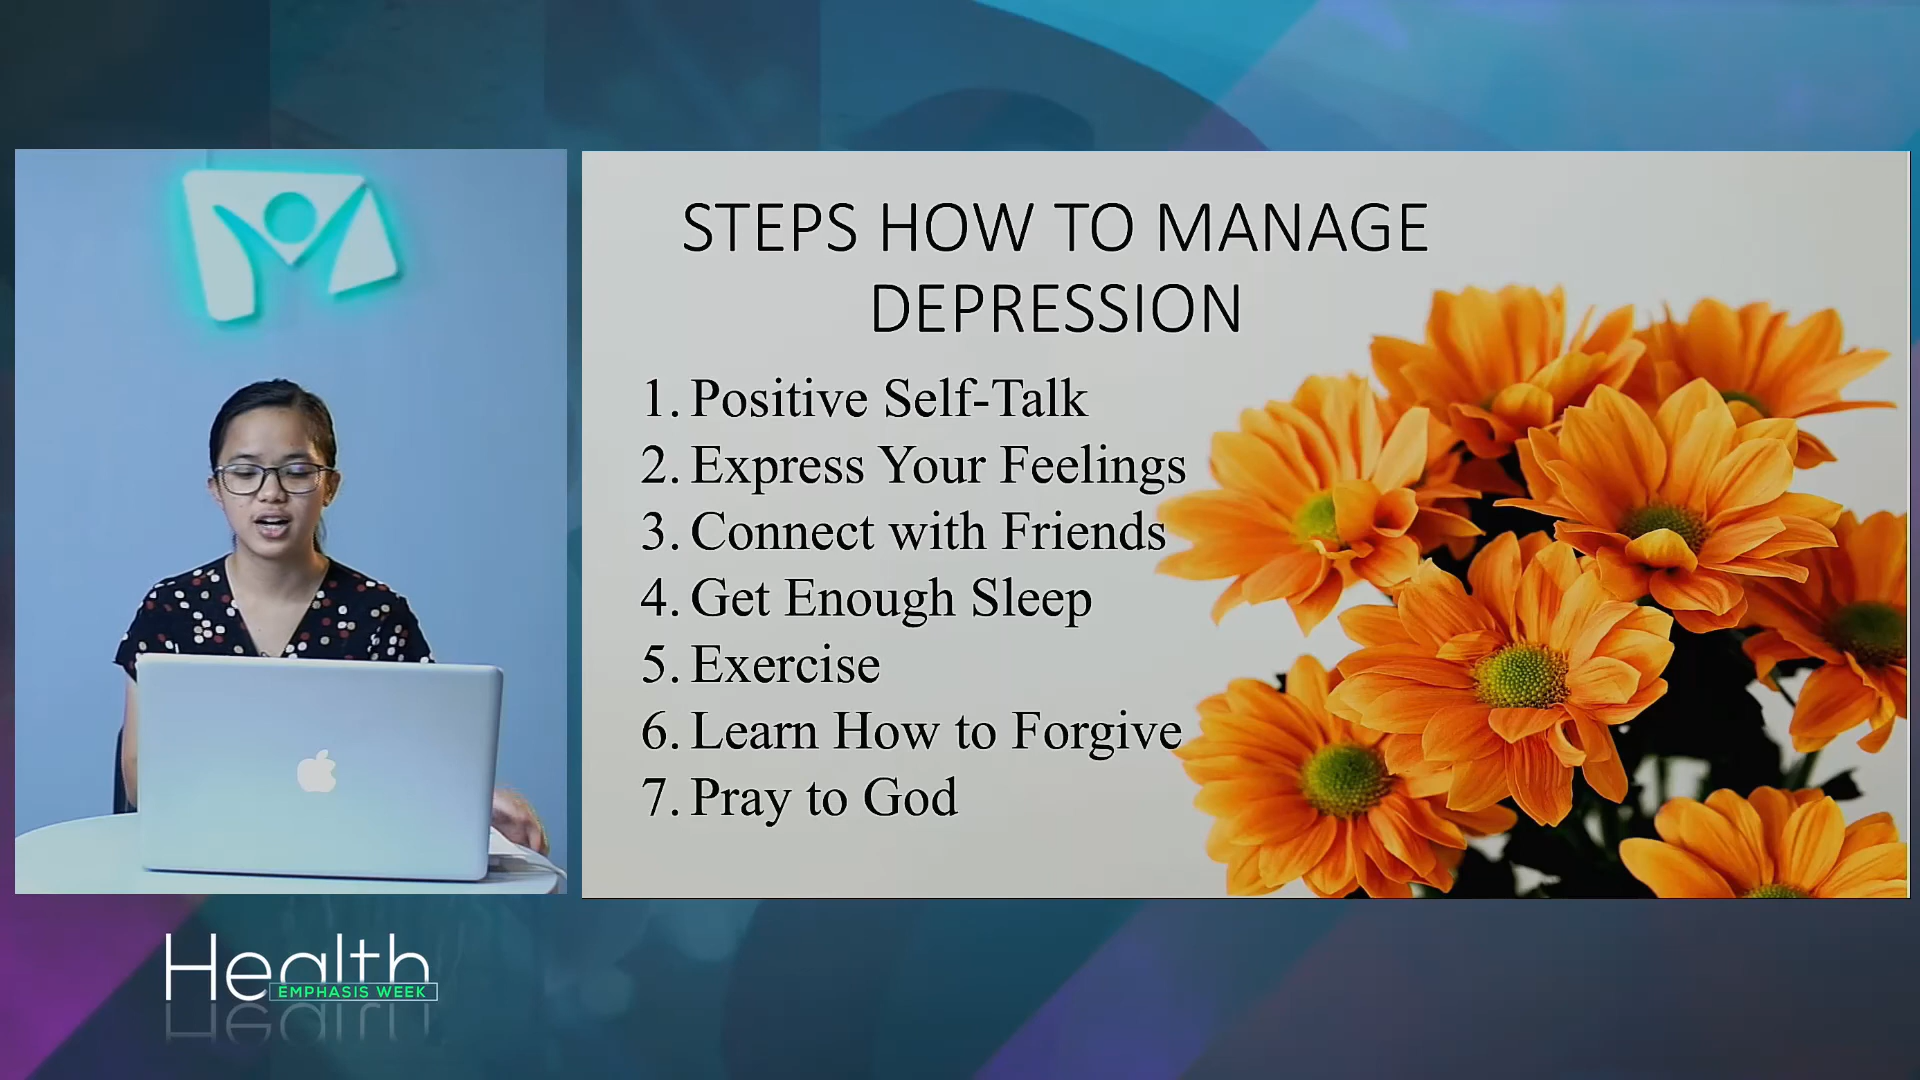 STEPS HOW TO MANAGE
DEPRESSION
1. Positive Self-Talk
2. Express Your Feelings
3. Connect with Friends
4. Get Enough Sleep
5. Exercise
6. Learn How to Forgive
7. Pray to God
Health
EMPHASIS WEEK